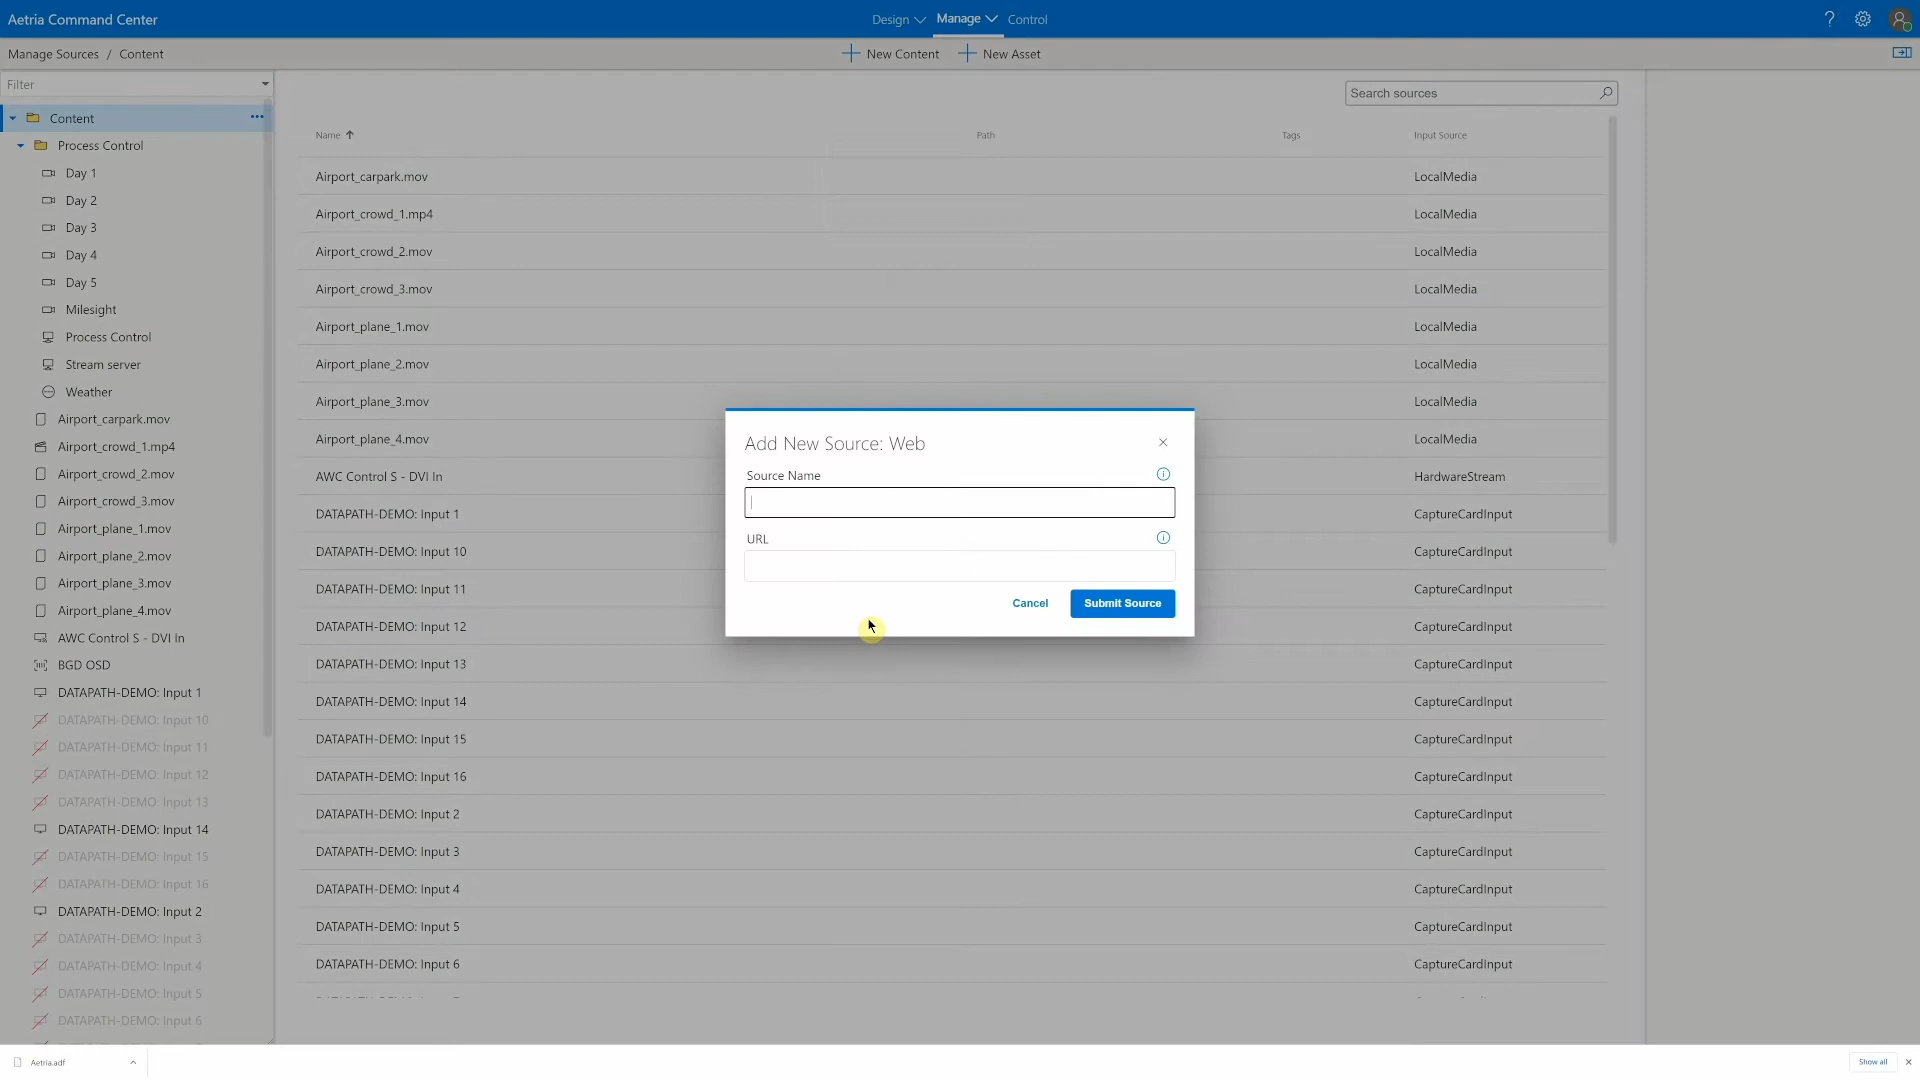 Aetria Command Center
Design
Manage
Control
?
Manage Sources / Content
New Content
New Asset
Filter
Search sources
Content
Process Control
Day 1
Day 2
Day 3
Day 4
Day 5
Milesight
Process Control
Stream server
Weather
Airport_carpark.mov
Airport_crowd_1.mp4
Airport_crowd_2.mov
Airport_crowd_3.mov
Airport_plane_1.mov
Airport_plane_2.mov
Airport_plane_3.mov
Airport_plane_4.mov
AWC Control S - DVI In
BGD OSD
DATAPATH-DEMO: Input 1
DATAPATH-DEMO: Input 10
DATAPATH-DEMO: Input 11
DATAPATH-DEMO: Input 12
DATAPATH-DEMO: Input 13
DATAPATH-DEMO: Input 14
DATAPATH-DEMO: Input 15
DATAPATH-DEMO: Input 16
DATAPATH-DEMO: Input 2
DATAPATH-DEMO: Input 3
DATAPATH-DEMO: Input 4
DATAPATH-DEMO: Input 5
DATAPATH-DEMO: Input 6
Name Path Tags Input Source
Airport_carpark.mov LocalMedia
Airport_crowd_1.mp4 LocalMedia
Airport_crowd_2.mov LocalMedia
Airport_crowd_3.mov LocalMedia
Airport_plane_1.mov LocalMedia
Airport_plane_2.mov LocalMedia
Airport_plane_3.mov LocalMedia
Airport_plane_4.mov LocalMedia
AWC Control S - DVI In HardwareStream
DATAPATH-DEMO: Input 1 CaptureCardInput
DATAPATH-DEMO: Input 10 CaptureCardInput
DATAPATH-DEMO: Input 11 CaptureCardInput
DATAPATH-DEMO: Input 12 CaptureCardInput
DATAPATH-DEMO: Input 13 CaptureCardInput
DATAPATH-DEMO: Input 14 CaptureCardInput
DATAPATH-DEMO: Input 15 CaptureCardInput
DATAPATH-DEMO: Input 16 CaptureCardInput
DATAPATH-DEMO: Input 2 CaptureCardInput
DATAPATH-DEMO: Input 3 CaptureCardInput
DATAPATH-DEMO: Input 4 CaptureCardInput
DATAPATH-DEMO: Input 5 CaptureCardInput
DATAPATH-DEMO: Input 6 CaptureCardInput
Add New Source: Web
Source Name
URL
Cancel
Submit Source
Aetria.adf
Show all